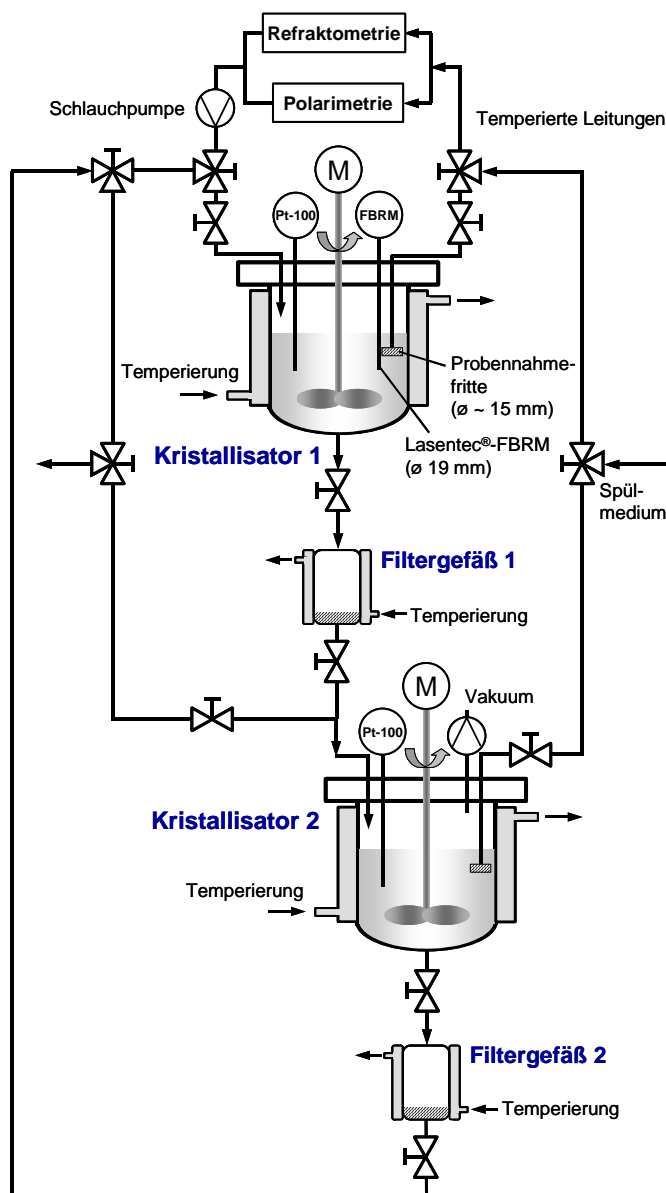 Refraktometrie
Schlauchpumpe
Polarimetrie
Temperierte Leitungen
M
Pt-100
FBRM
Temperierung
Probennahme-
fritte
(ø ~ 15 mm)
Kristallisator 1
Lasentec®-FBRM
(ø 19 mm)
Spül-
medium
Filtergefäß 1
Temperierung
M
Vakuum
Pt-100
Kristallisator 2
Temperierung
Filtergefäß 2
Temperierung